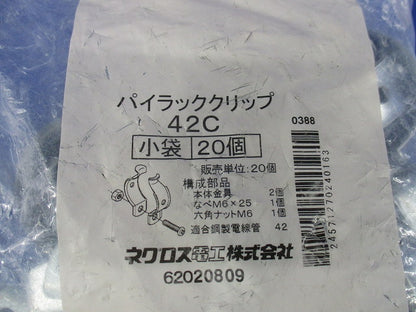 パイラッククリップ
42C
0388
小袋 20個
販売単位:20個
構成部品
本体金具 2個
なべM6×25 1個
六角ナットM6 1個
適合鋼製電線管 42
ネグロス電工株式会社
62020809
24571770240163